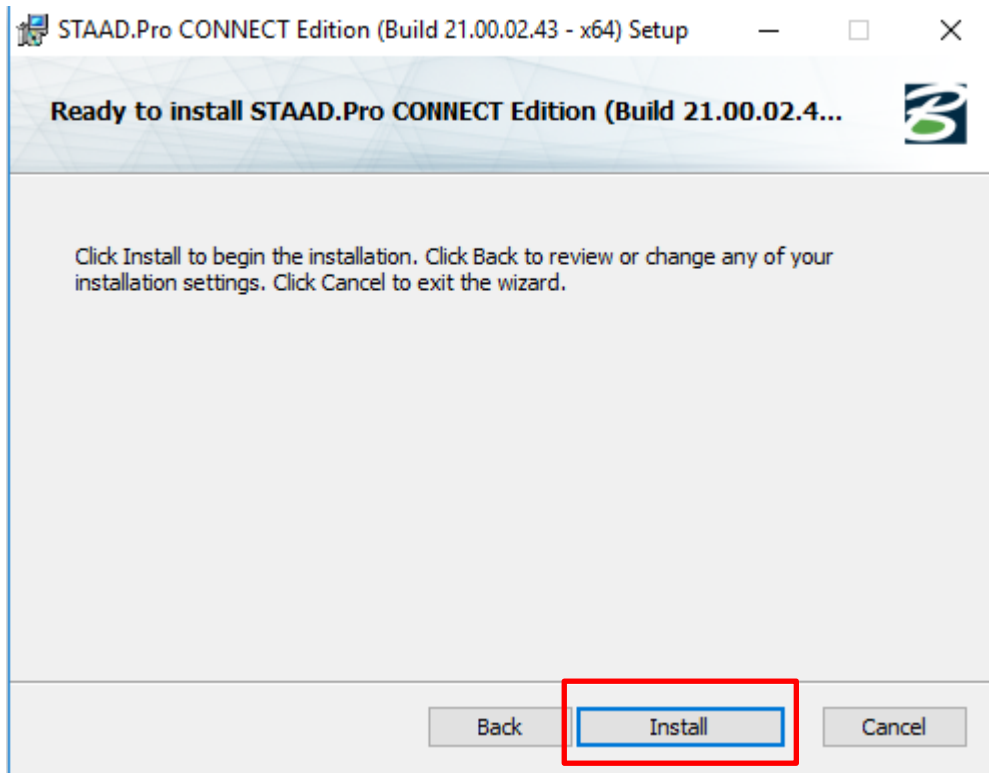 STAAD.Pro CONNECT Edition (Build 21.00.02.43 - x64) Setup
Ready to install STAAD.Pro CONNECT Edition (Build 21.00.02.4...
Click Install to begin the installation. Click Back to review or change any of your
installation settings. Click Cancel to exit the wizard.
Back Install Cancel